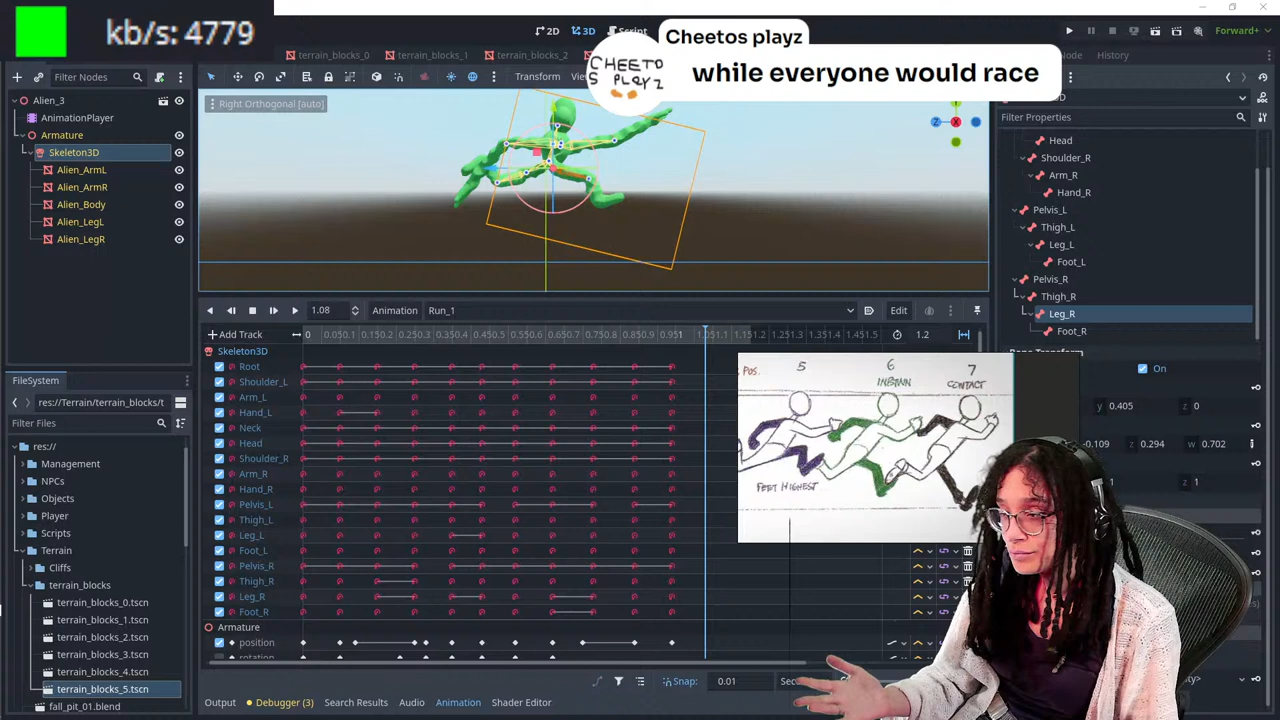 kb/s: 4779
Cheetos playz
while everyone would race
CHEETO
S PLAYZ
2D
3D
Script
Forward+
terrain_blocks_0
terrain_blocks_1
terrain_blocks_2
History
Filter Nodes
Transform
Right Orthogonal [auto]
Z
X
Alien_3
AnimationPlayer
Armature
Skeleton3D
Alien_ArmL
Alien_ArmR
Alien_Body
Alien_LegL
Alien_LegR
Filter Properties
Head
Shoulder_R
Arm_R
Hand_R
Pelvis_L
Thigh_L
Leg_L
Foot_L
Pelvis_R
Thigh_R
Leg_R
Foot_R
Bone Transform
On
y 0.405 z 0
-0.109 z 0.294 w 0.702
1 z 1
1.08
Animation
Run_1
Edit
Add Track
1.2
Skeleton3D
Root
Shoulder_L
Arm_L
Hand_L
Neck
Head
Shoulder_R
Arm_R
Hand_R
Pelvis_L
Thigh_L
Leg_L
Foot_L
Pelvis_R
Thigh_R
Leg_R
Foot_R
Armature
position
rotation
POS.
5
6
7
CONTACT
FEET HIGHEST
FileSystem
res://Terrain/terrain_blocks/t
Filter Files
res://
Management
NPCs
Objects
Player
Scripts
Terrain
Cliffs
terrain_blocks
terrain_blocks_0.tscn
terrain_blocks_1.tscn
terrain_blocks_2.tscn
terrain_blocks_3.tscn
terrain_blocks_4.tscn
terrain_blocks_5.tscn
fall_pit_01.blend
Snap:
0.01
Output
Debugger (3)
Search Results
Audio
Animation
Shader Editor